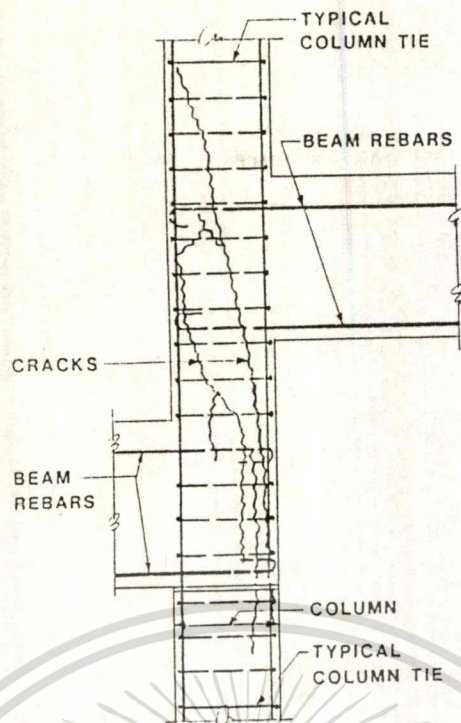 TYPICAL
COLUMN TIE
BEAM REBARS
CRACKS
BEAM
REBARS
COLUMN
TYPICAL
COLUMN TIE